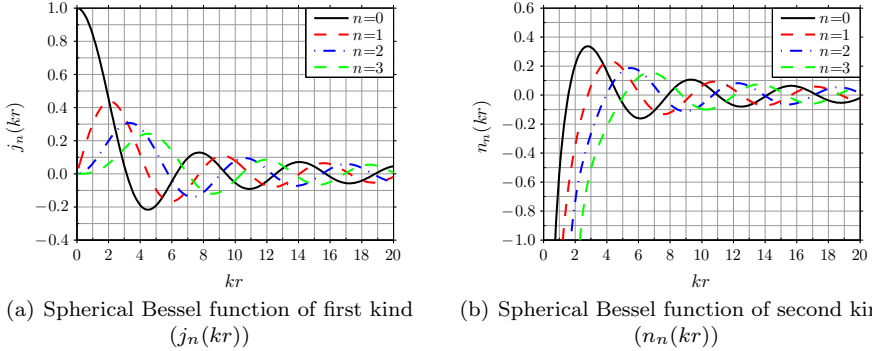 1.0
0.8
0.6
0.4
0.2
0.0
−0.2
−0.4
0 2 4 6 8 10 12 14 16 18 20
j_n(kr)
kr
n=0
n=1
n=2
n=3
(a) Spherical Bessel function of first kind
(j_n(kr))
0.6
0.4
0.2
0.0
−0.2
−0.4
−0.6
−0.8
−1.0
0 2 4 6 8 10 12 14 16 18 20
n_n(kr)
kr
n=0
n=1
n=2
n=3
(b) Spherical Bessel function of second kin
(n_n(kr))